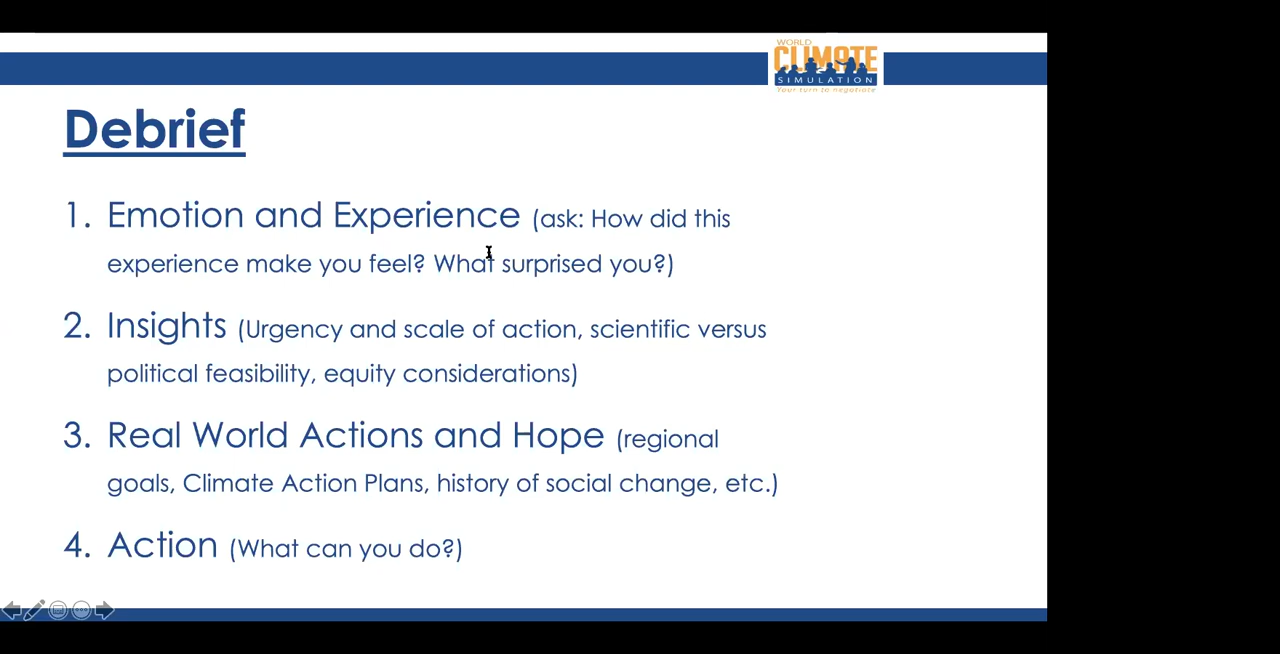 WORLD
CLIMATE
SIMULATION
Your turn to negotiate
Debrief
1. Emotion and Experience (ask: How did this
experience make you feel? What surprised you?)
2. Insights (Urgency and scale of action, scientific versus
political feasibility, equity considerations)
3. Real World Actions and Hope (regional
goals, Climate Action Plans, history of social change, etc.)
4. Action (What can you do?)